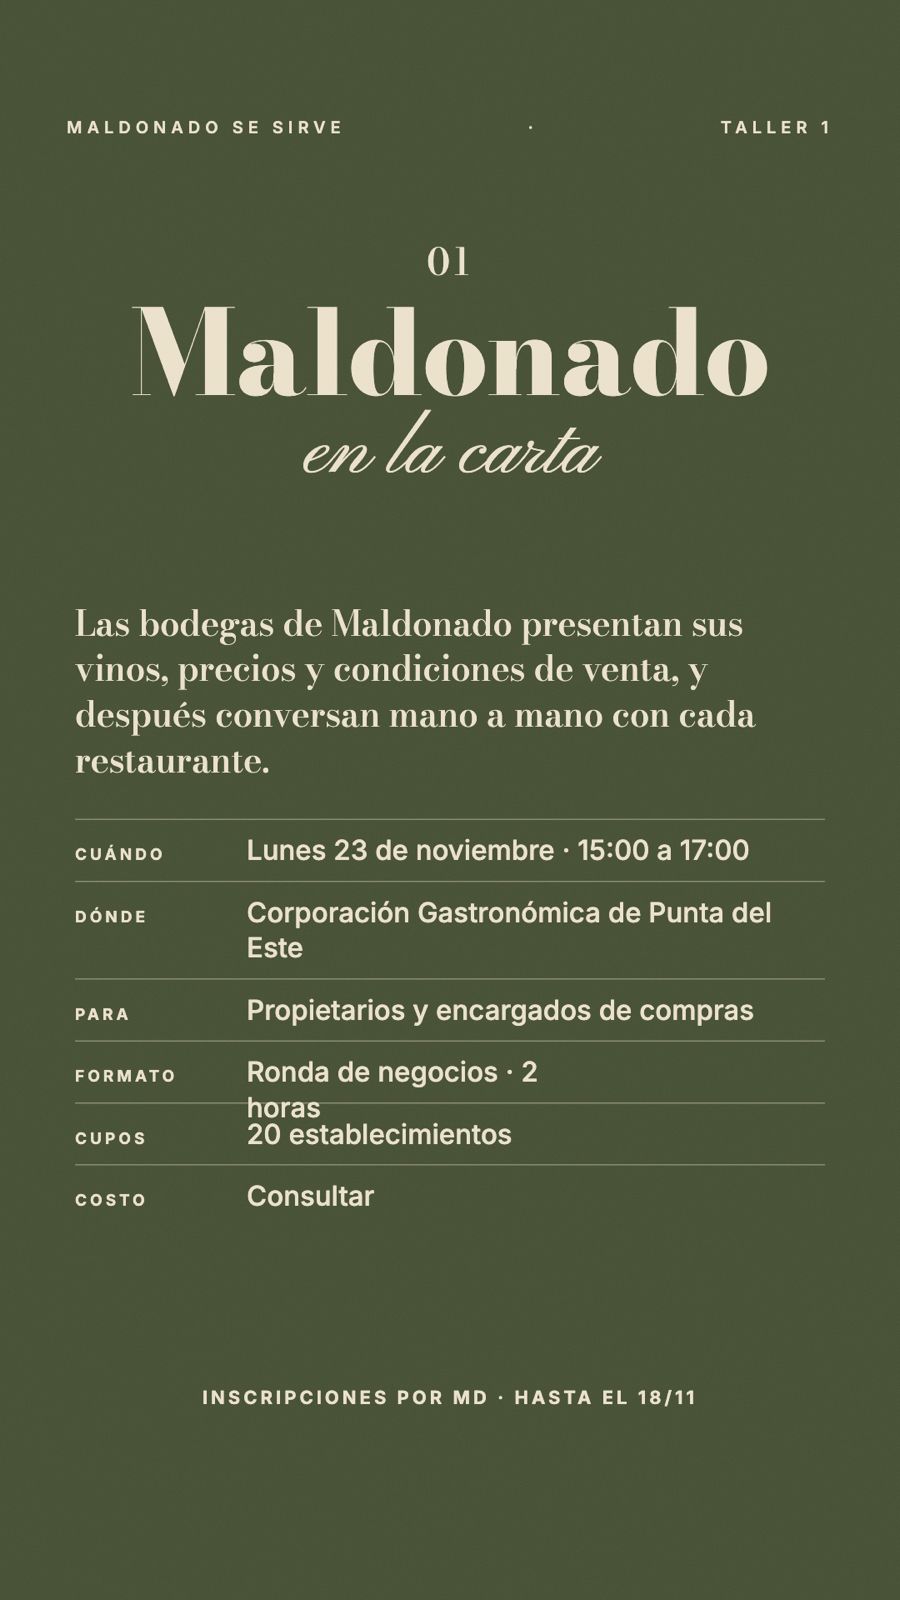 MALDONADO SE SIRVE · TALLER 1
01
Maldonado
en la carta
Las bodegas de Maldonado presentan sus
vinos, precios y condiciones de venta, y
después conversan mano a mano con cada
restaurante.
CUÁNDO Lunes 23 de noviembre · 15:00 a 17:00
DÓNDE Corporación Gastronómica de Punta del
Este
PARA Propietarios y encargados de compras
FORMATO Ronda de negocios · 2
horas
CUPOS 20 establecimientos
COSTO Consultar
INSCRIPCIONES POR MD · HASTA EL 18/11